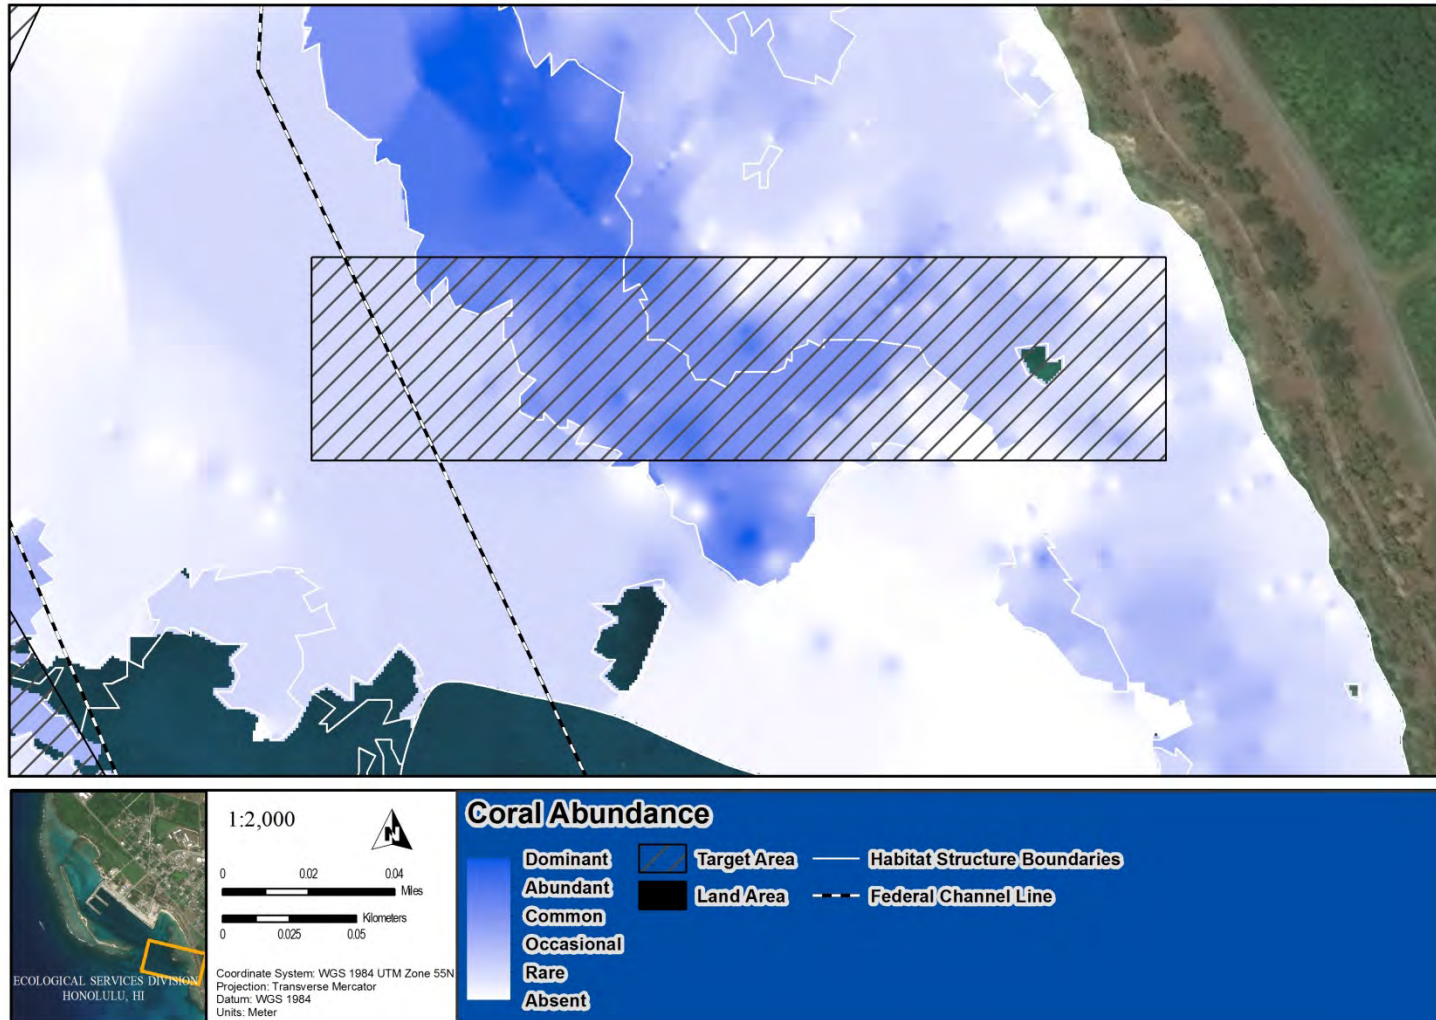 ECOLOGICAL SERVICES DIVISION
HONOLULU, HI
1:2,000
N
0 0.02 0.04
Miles
Kilometers
0 0.025 0.05
Coordinate System: WGS 1984 UTM Zone 55N
Projection: Transverse Mercator
Datum: WGS 1984
Units: Meter
Coral Abundance
Dominant
Abundant
Common
Occasional
Rare
Absent
Target Area
Land Area
Habitat Structure Boundaries
Federal Channel Line